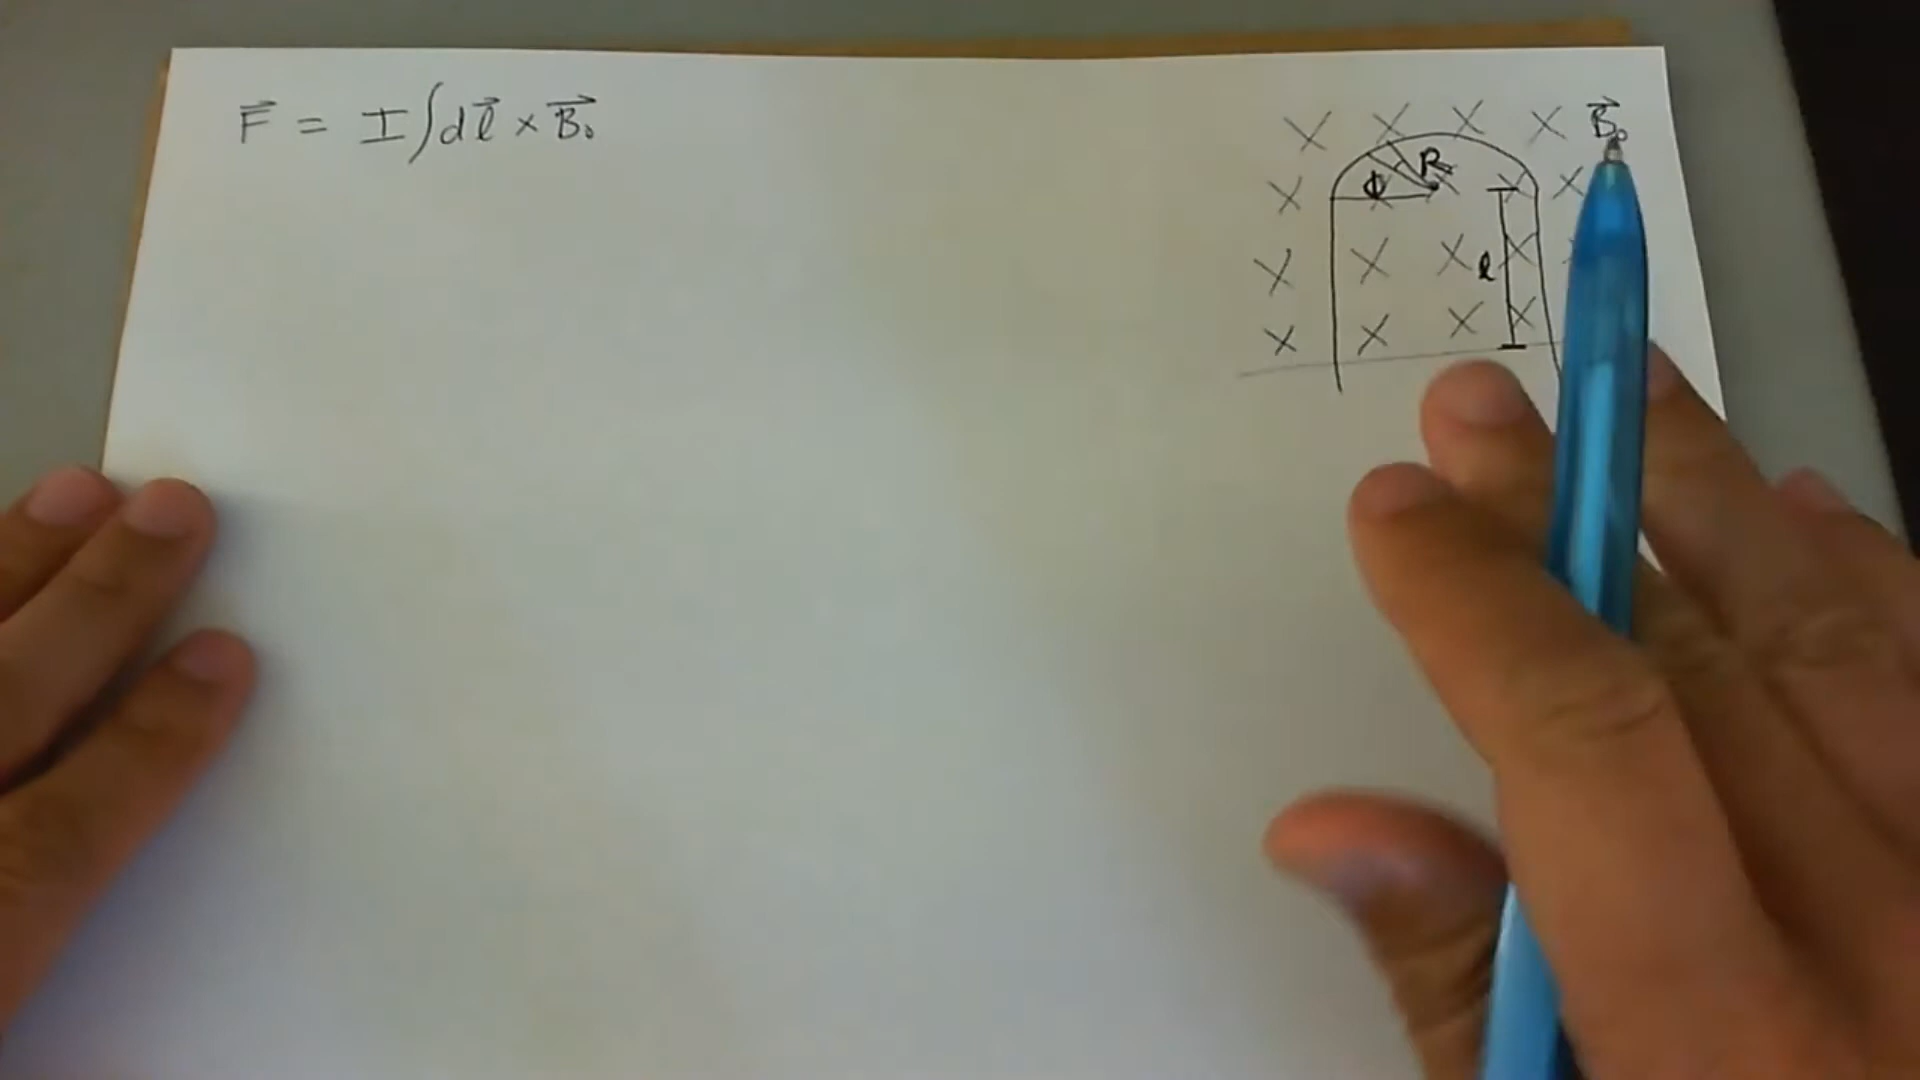 F⃗ = I∫dl⃗ × B⃗₀
B⃗₀
R
ϕ
l